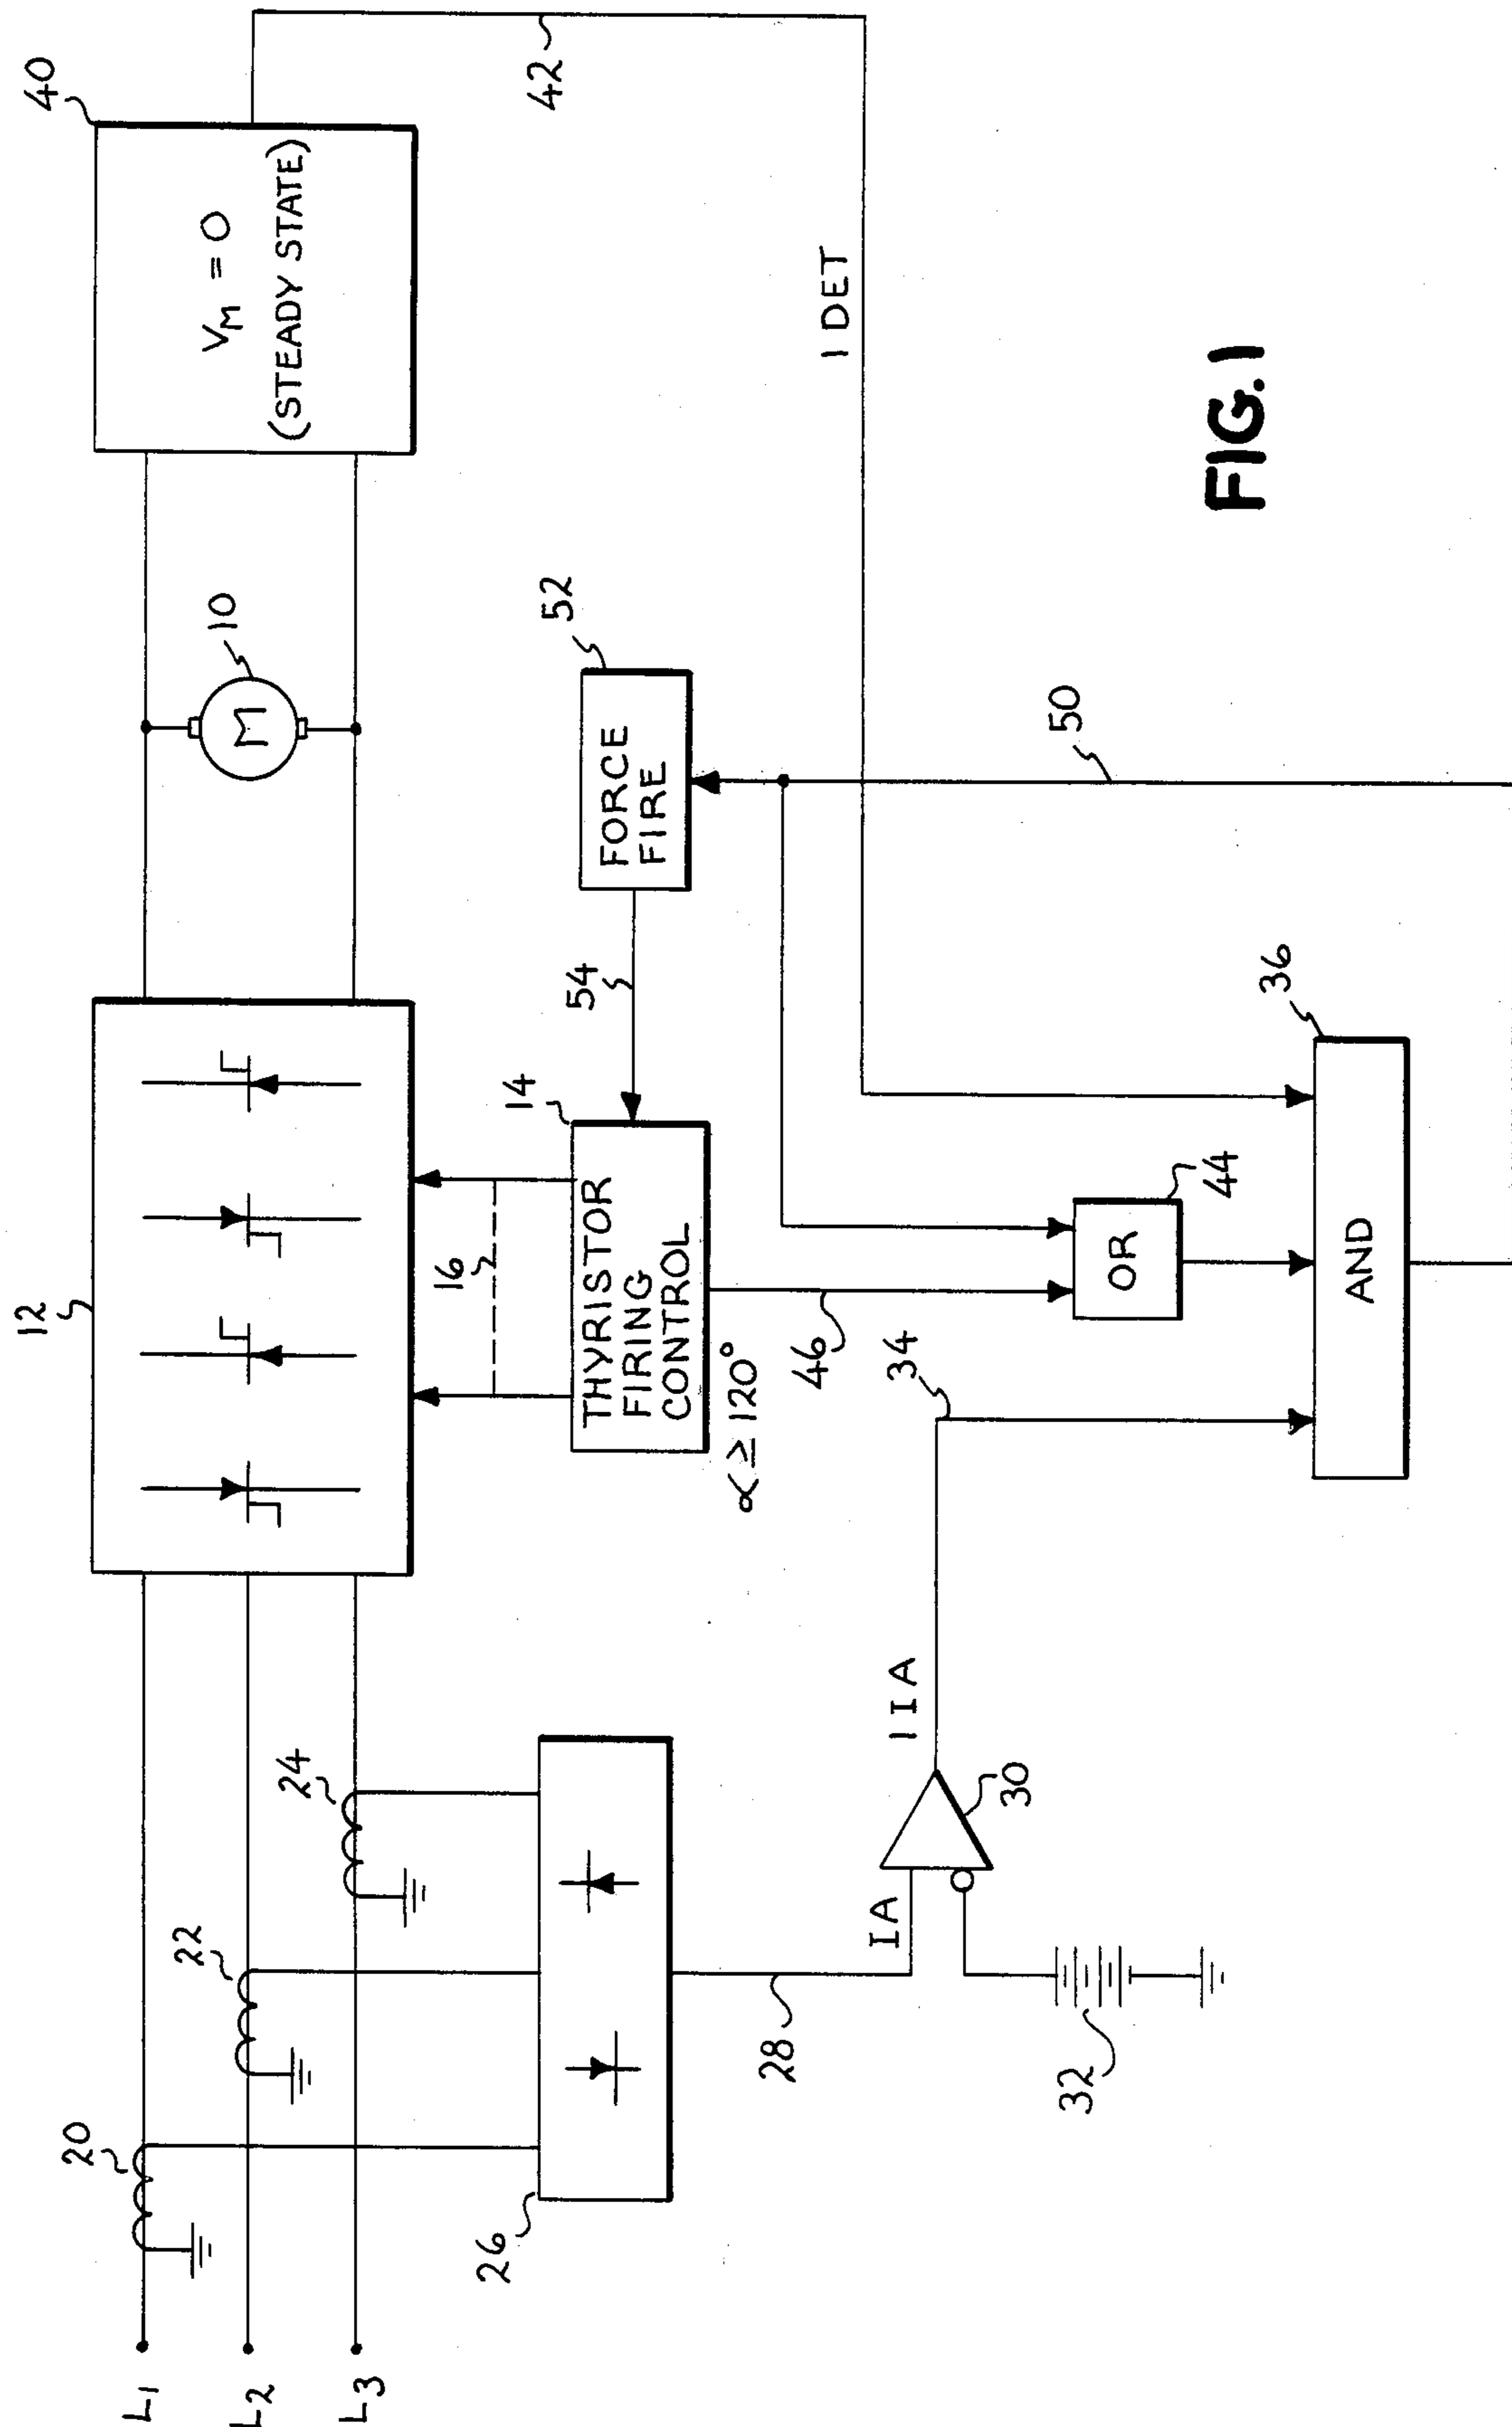 L1
L2
L3
20
22
24
26
28
IA
32
30
IIA
34
12
16
14
THYRISTOR
FIRING
CONTROL
α ≥ 120°
46
54
52
FORCE
FIRE
10
M
40
VM = 0
(STEADY STATE)
42
I DET
OR
44
AND
36
50
FIG. 1